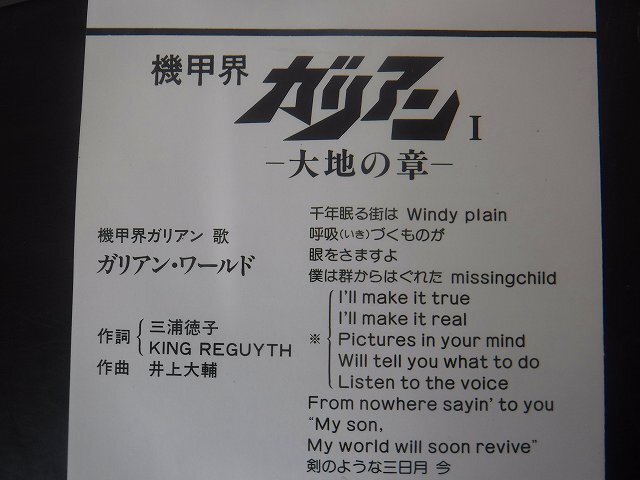 機甲界
ガリアン I
−大地の章−
機甲界ガリアン 歌
ガリアン・ワールド
作詞 三浦徳子
KING REGUYTH
作曲 井上大輔
千年眠る街は Windy plain
呼吸(いき)づくものが
眼をさますよ
僕は群からはぐれた missingchild
※ I'll make it true
I'll make it real
Pictures in your mind
Will tell you what to do
Listen to the voice
From nowhere sayin' to you
“My son,
My world will soon revive”
剣のような三日月 今